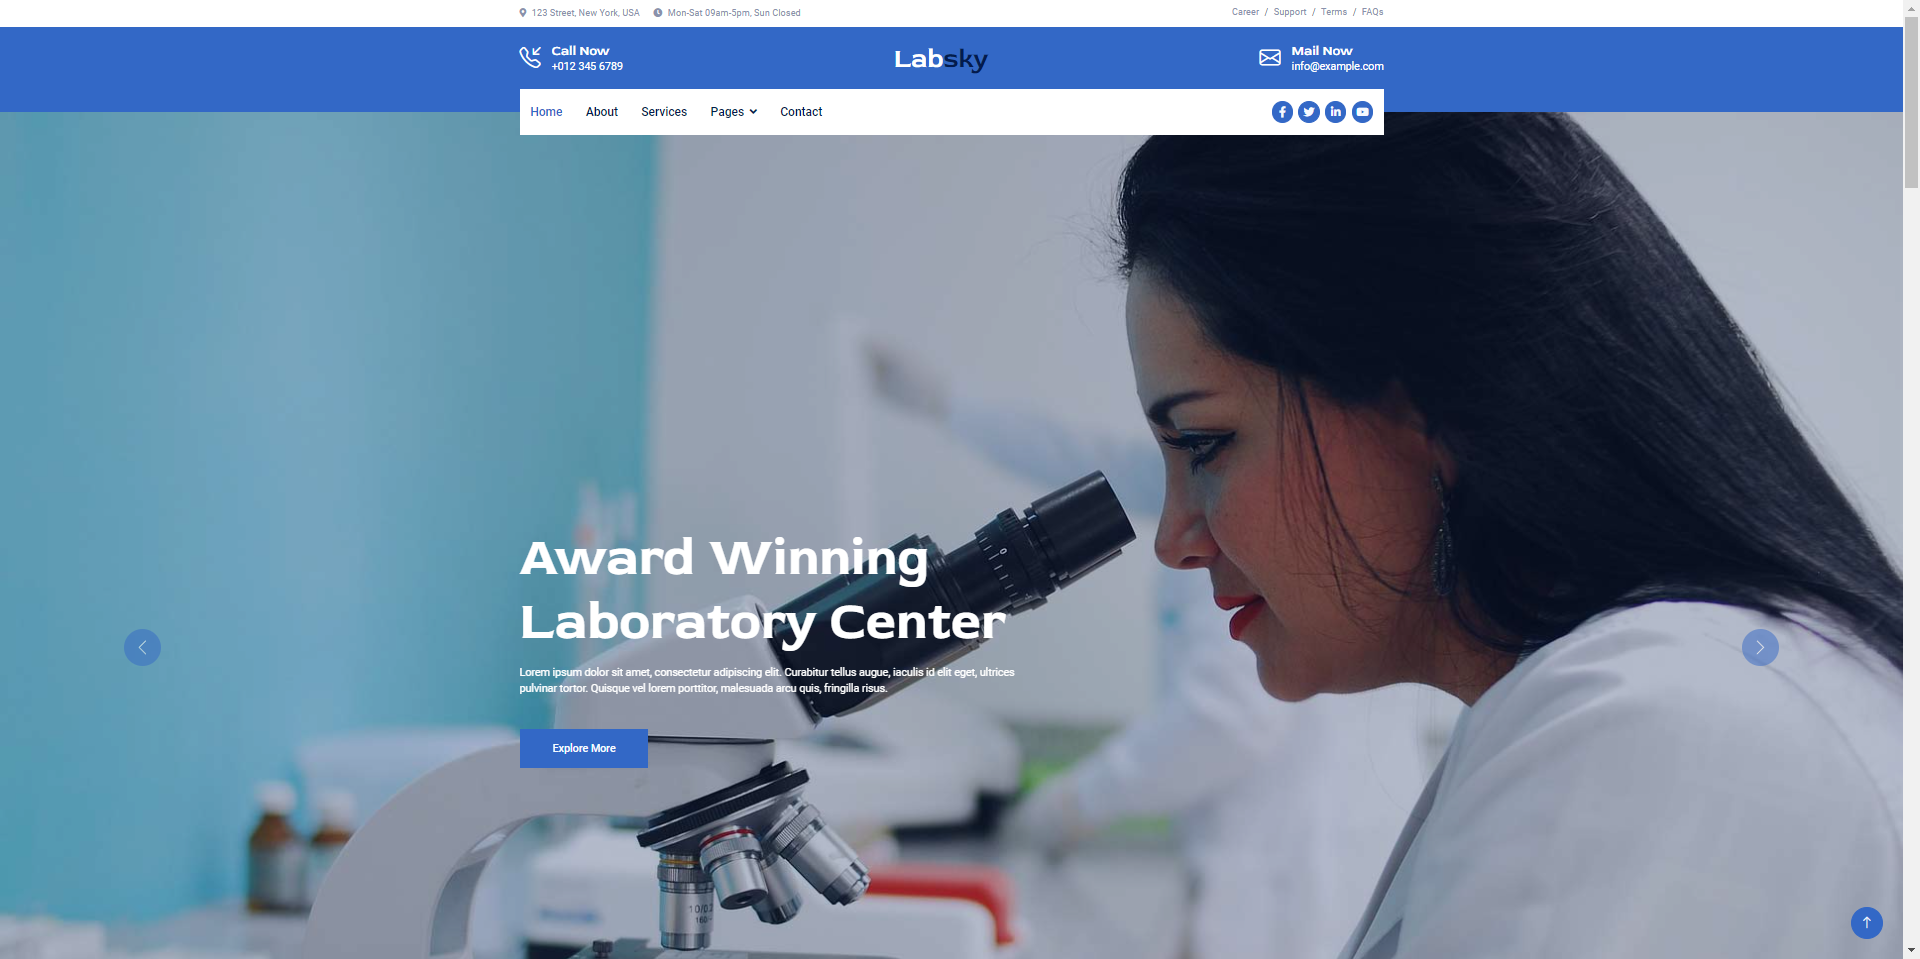 123 Street, New York, USA
Mon-Sat 09am-5pm, Sun Closed
Career / Support / Terms / FAQs
Call Now
+012 345 6789
Labsky
Mail Now
info@example.com
Home
About
Services
Pages
Contact
Award Winning
Laboratory Center
Lorem ipsum dolor sit amet, consectetur adipiscing elit. Curabitur tellus augue, iaculis id elit eget, ultrices
pulvinar tortor. Quisque vel lorem porttitor, malesuada arcu quis, fringilla risus.
Explore More
0